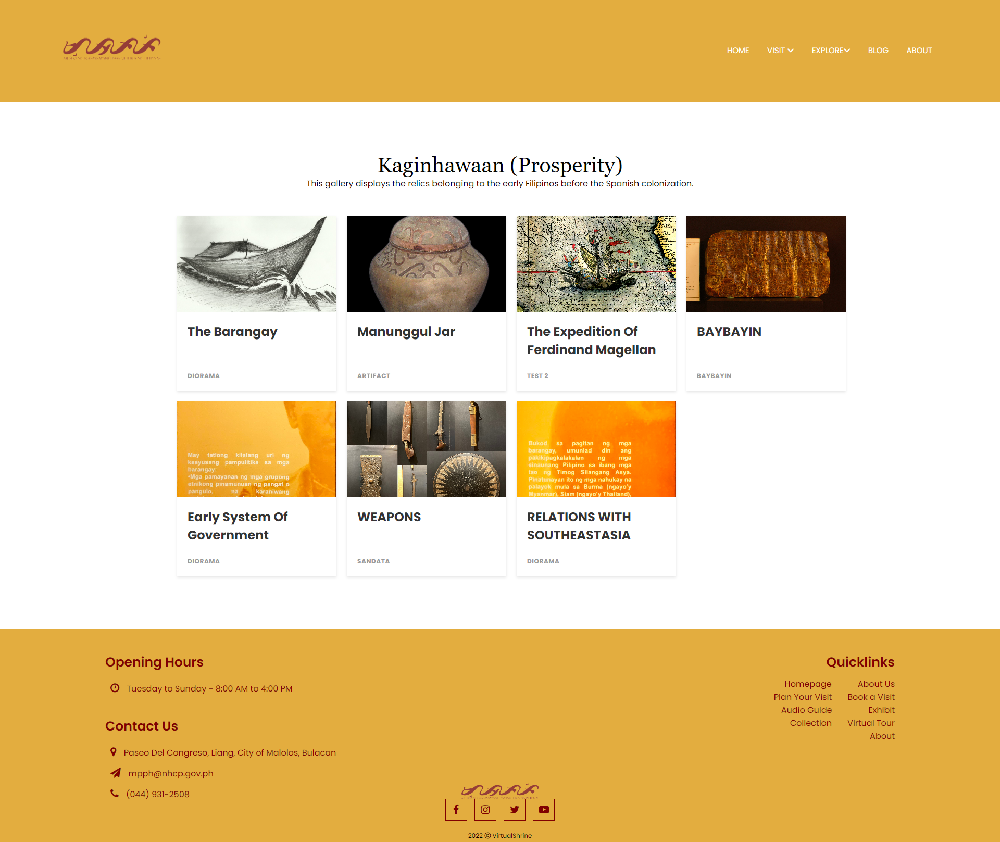 HOME
VISIT
EXPLORE
BLOG
ABOUT
Kaginhawaan (Prosperity)
This gallery displays the relics belonging to the early Filipinos before the Spanish colonization.
The Barangay
DIORAMA
Manunggul Jar
ARTIFACT
The Expedition Of
Ferdinand Magellan
TEST 2
BAYBAYIN
BAYBAYIN
May tatlong kilalang uri ng
kaayusang pampulitika sa mga
barangay:
•Mga pamayanan ng mga grupong
etnikong pinamunuan ng pangat o
pangulo, na karaniwang
Early System Of
Government
DIORAMA
WEAPONS
SANDATA
Bukod sa pagitan ng mga
barangay, umunlad din ang
pakikipagkalakalan ng mga
sinaunang Pilipino sa ibang mga
tao ng Timog Silangang Asya.
Pinatunayan ito ng mga nahukay na
palayok mula sa Burma (ngayo'y
Myanmar), Siam (ngayo'y Thailand),
RELATIONS WITH
SOUTHEASTASIA
DIORAMA
Opening Hours
Tuesday to Sunday - 8:00 AM to 4:00 PM
Contact Us
Paseo Del Congreso, Liang, City of Malolos, Bulacan
mpph@nhcp.gov.ph
(044) 931-2508
Quicklinks
Homepage
Plan Your Visit
Audio Guide
Collection
About Us
Book a Visit
Exhibit
Virtual Tour
About
2022 © VirtualShrine